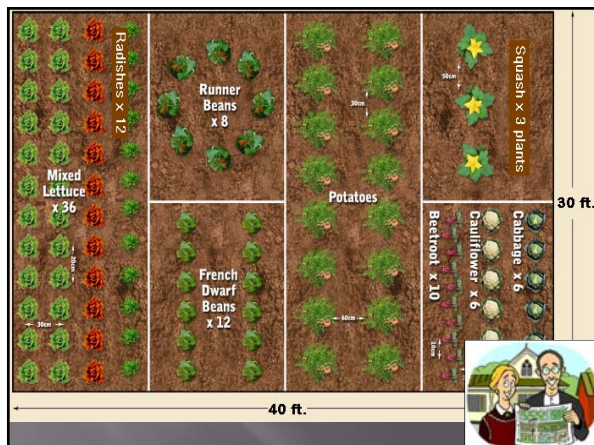 Radishes x 12
Mixed
Lettuce
x 36
20cm
30cm
Runner
Beans
x 8
French
Dwarf
Beans
x 12
Potatoes
30cm
60cm
Squash x 3 plants
50cm
Beetroot x 10
Cauliflower x 6
Cabbage x 6
10cm
30 ft.
40 ft.